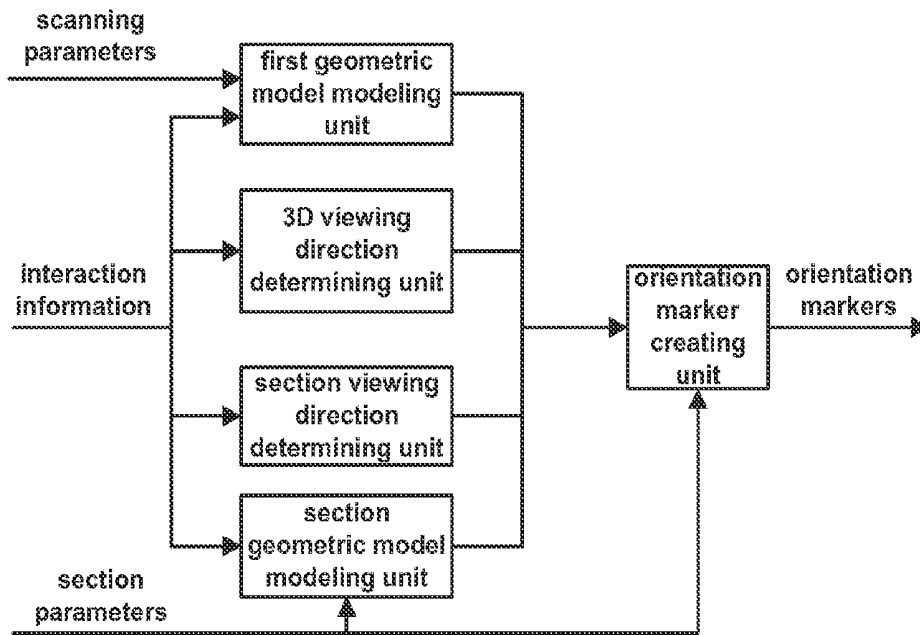 scanning
parameters
first geometric
model modeling
unit
3D viewing
direction
determining unit
interaction
information
orientation
marker
creating
unit
orientation
markers
section viewing
direction
determining unit
section
geometric model
modeling unit
section
parameters